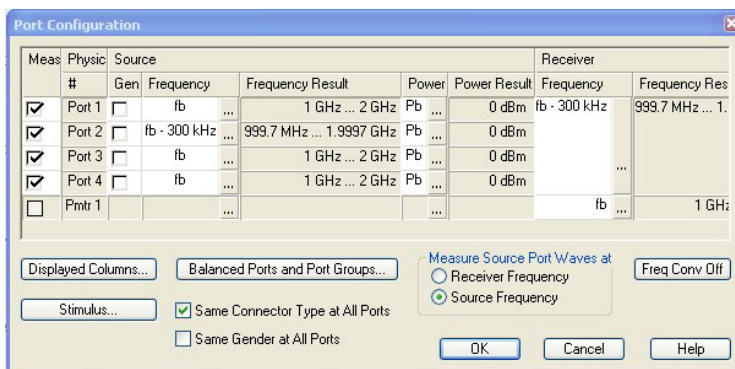 Port Configuration
Meas Physic Source Receiver
# Gen Frequency Frequency Result Power Power Result Frequency Frequency Res
Port 1 fb ... 1 GHz ... 2 GHz Pb ... 0 dBm fb - 300 kHz 999.7 MHz ... 1.
Port 2 fb - 300 kHz ... 999.7 MHz ... 1.9997 GHz Pb ... 0 dBm
Port 3 fb ... 1 GHz ... 2 GHz Pb ... 0 dBm ...
Port 4 fb ... 1 GHz ... 2 GHz Pb ... 0 dBm
Pmtr 1 ... ... fb ... 1 GHz
Displayed Columns... Balanced Ports and Port Groups... Measure Source Port Waves at Freq Conv Off
Receiver Frequency
Source Frequency
Stimulus... Same Connector Type at All Ports
Same Gender at All Ports
OK Cancel Help